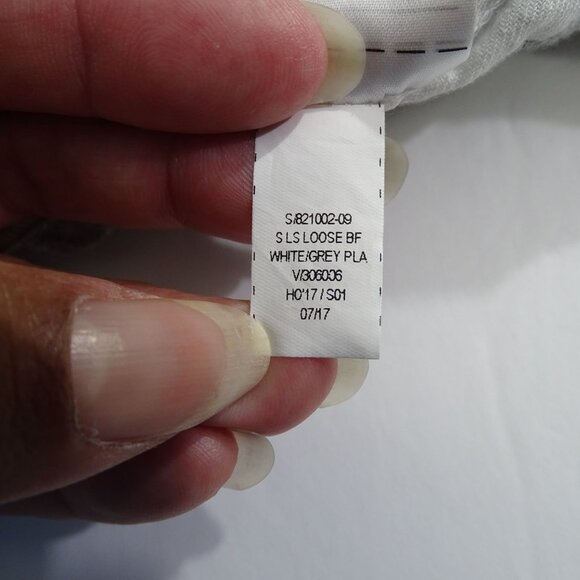 S/821002-09
S LS LOOSE BF
WHITE/GREY PLA
V/306006
HO'17 / S01
07/17